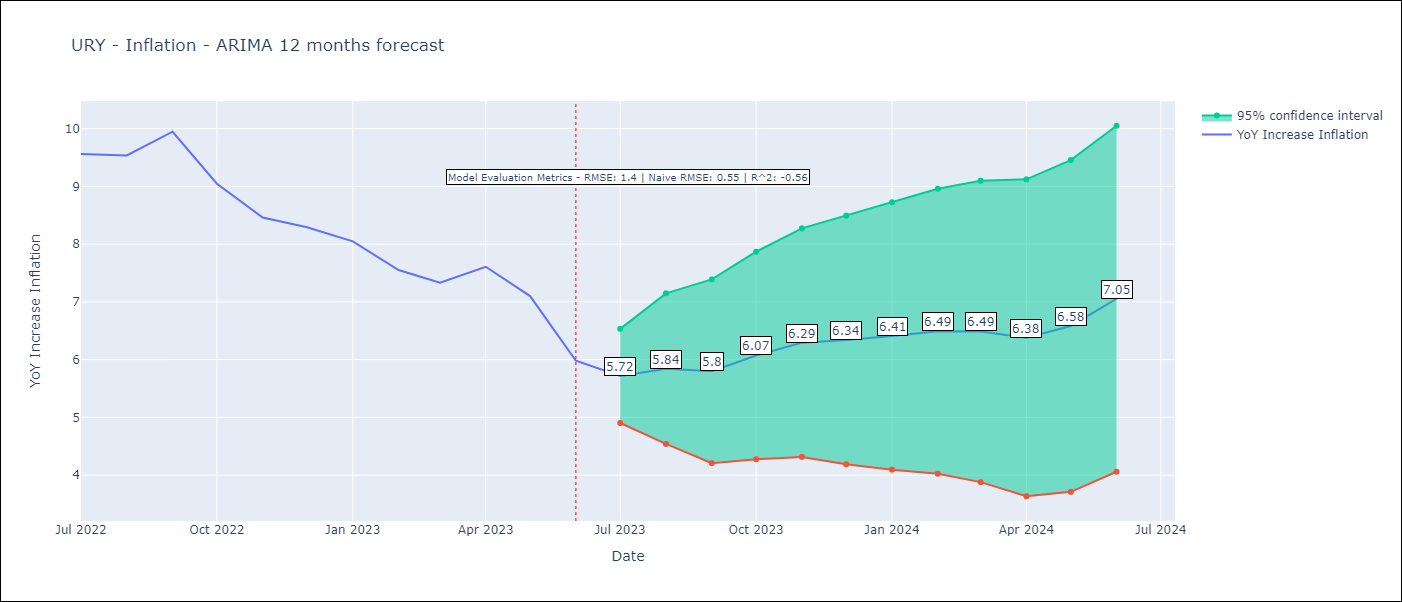 URY - Inflation - ARIMA 12 months forecast
95% confidence interval
YoY Increase Inflation
Model Evaluation Metrics - RMSE: 1.4 | Naive RMSE: 0.55 | R^2: -0.56
YoY Increase Inflation
10
9
8
7
6
5
4
5.72
5.84
5.8
6.07
6.29
6.34
6.41
6.49
6.49
6.38
6.58
7.05
Jul 2022
Oct 2022
Jan 2023
Apr 2023
Jul 2023
Oct 2023
Jan 2024
Apr 2024
Jul 2024
Date